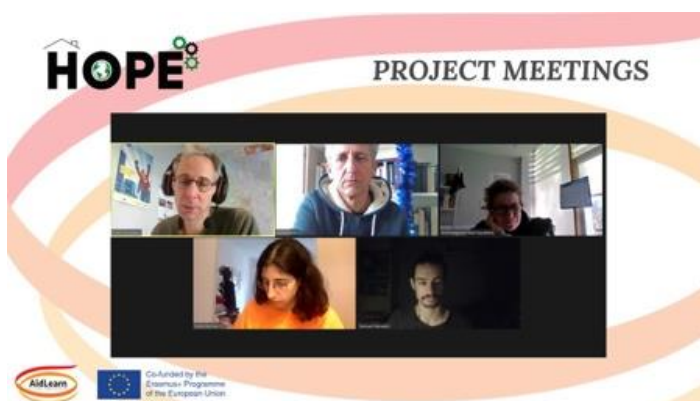 HOPE
PROJECT MEETINGS
AidLearn
Co-funded by the
Erasmus+ Programme
of the European Union